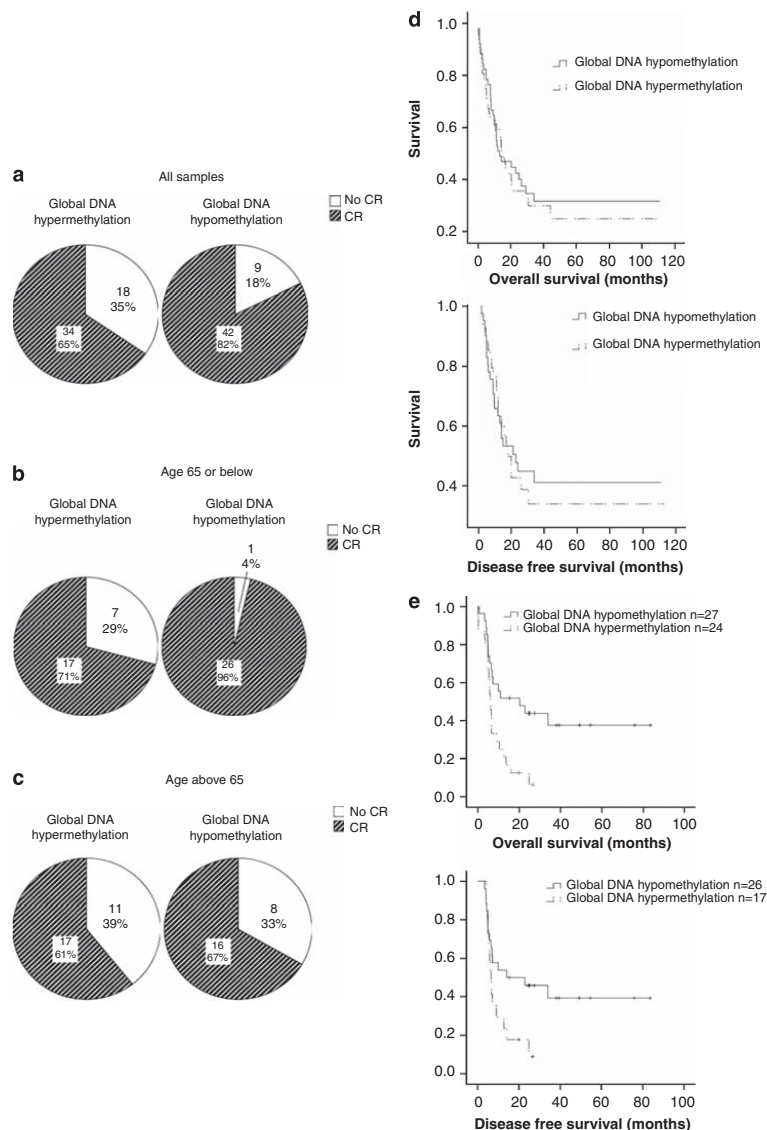 a
All samples
Global DNA hypermethylation
Global DNA hypomethylation
No CR
CR
18
35%
34
65%
9
18%
42
82%
b
Age 65 or below
Global DNA hypermethylation
Global DNA hypomethylation
No CR
CR
7
29%
17
71%
1
4%
26
96%
c
Age above 65
Global DNA hypermethylation
Global DNA hypomethylation
No CR
CR
11
39%
17
61%
8
33%
16
67%
d
Survival
1.0
0.8
0.6
0.4
0.2
Global DNA hypomethylation
Global DNA hypermethylation
0 20 40 60 80 100 120
Overall survival (months)
Survival
1.0
0.8
0.6
0.4
Global DNA hypomethylation
Global DNA hypermethylation
0 20 40 60 80 100 120
Disease free survival (months)
e
1.0
0.8
0.6
0.4
0.2
0.0
Global DNA hypomethylation n=27
Global DNA hypermethylation n=24
0 20 40 60 80 100
Overall survival (months)
1.0
0.8
0.6
0.4
0.2
0.0
Global DNA hypomethylation n=26
Global DNA hypermethylation n=17
0 20 40 60 80 100
Disease free survival (months)